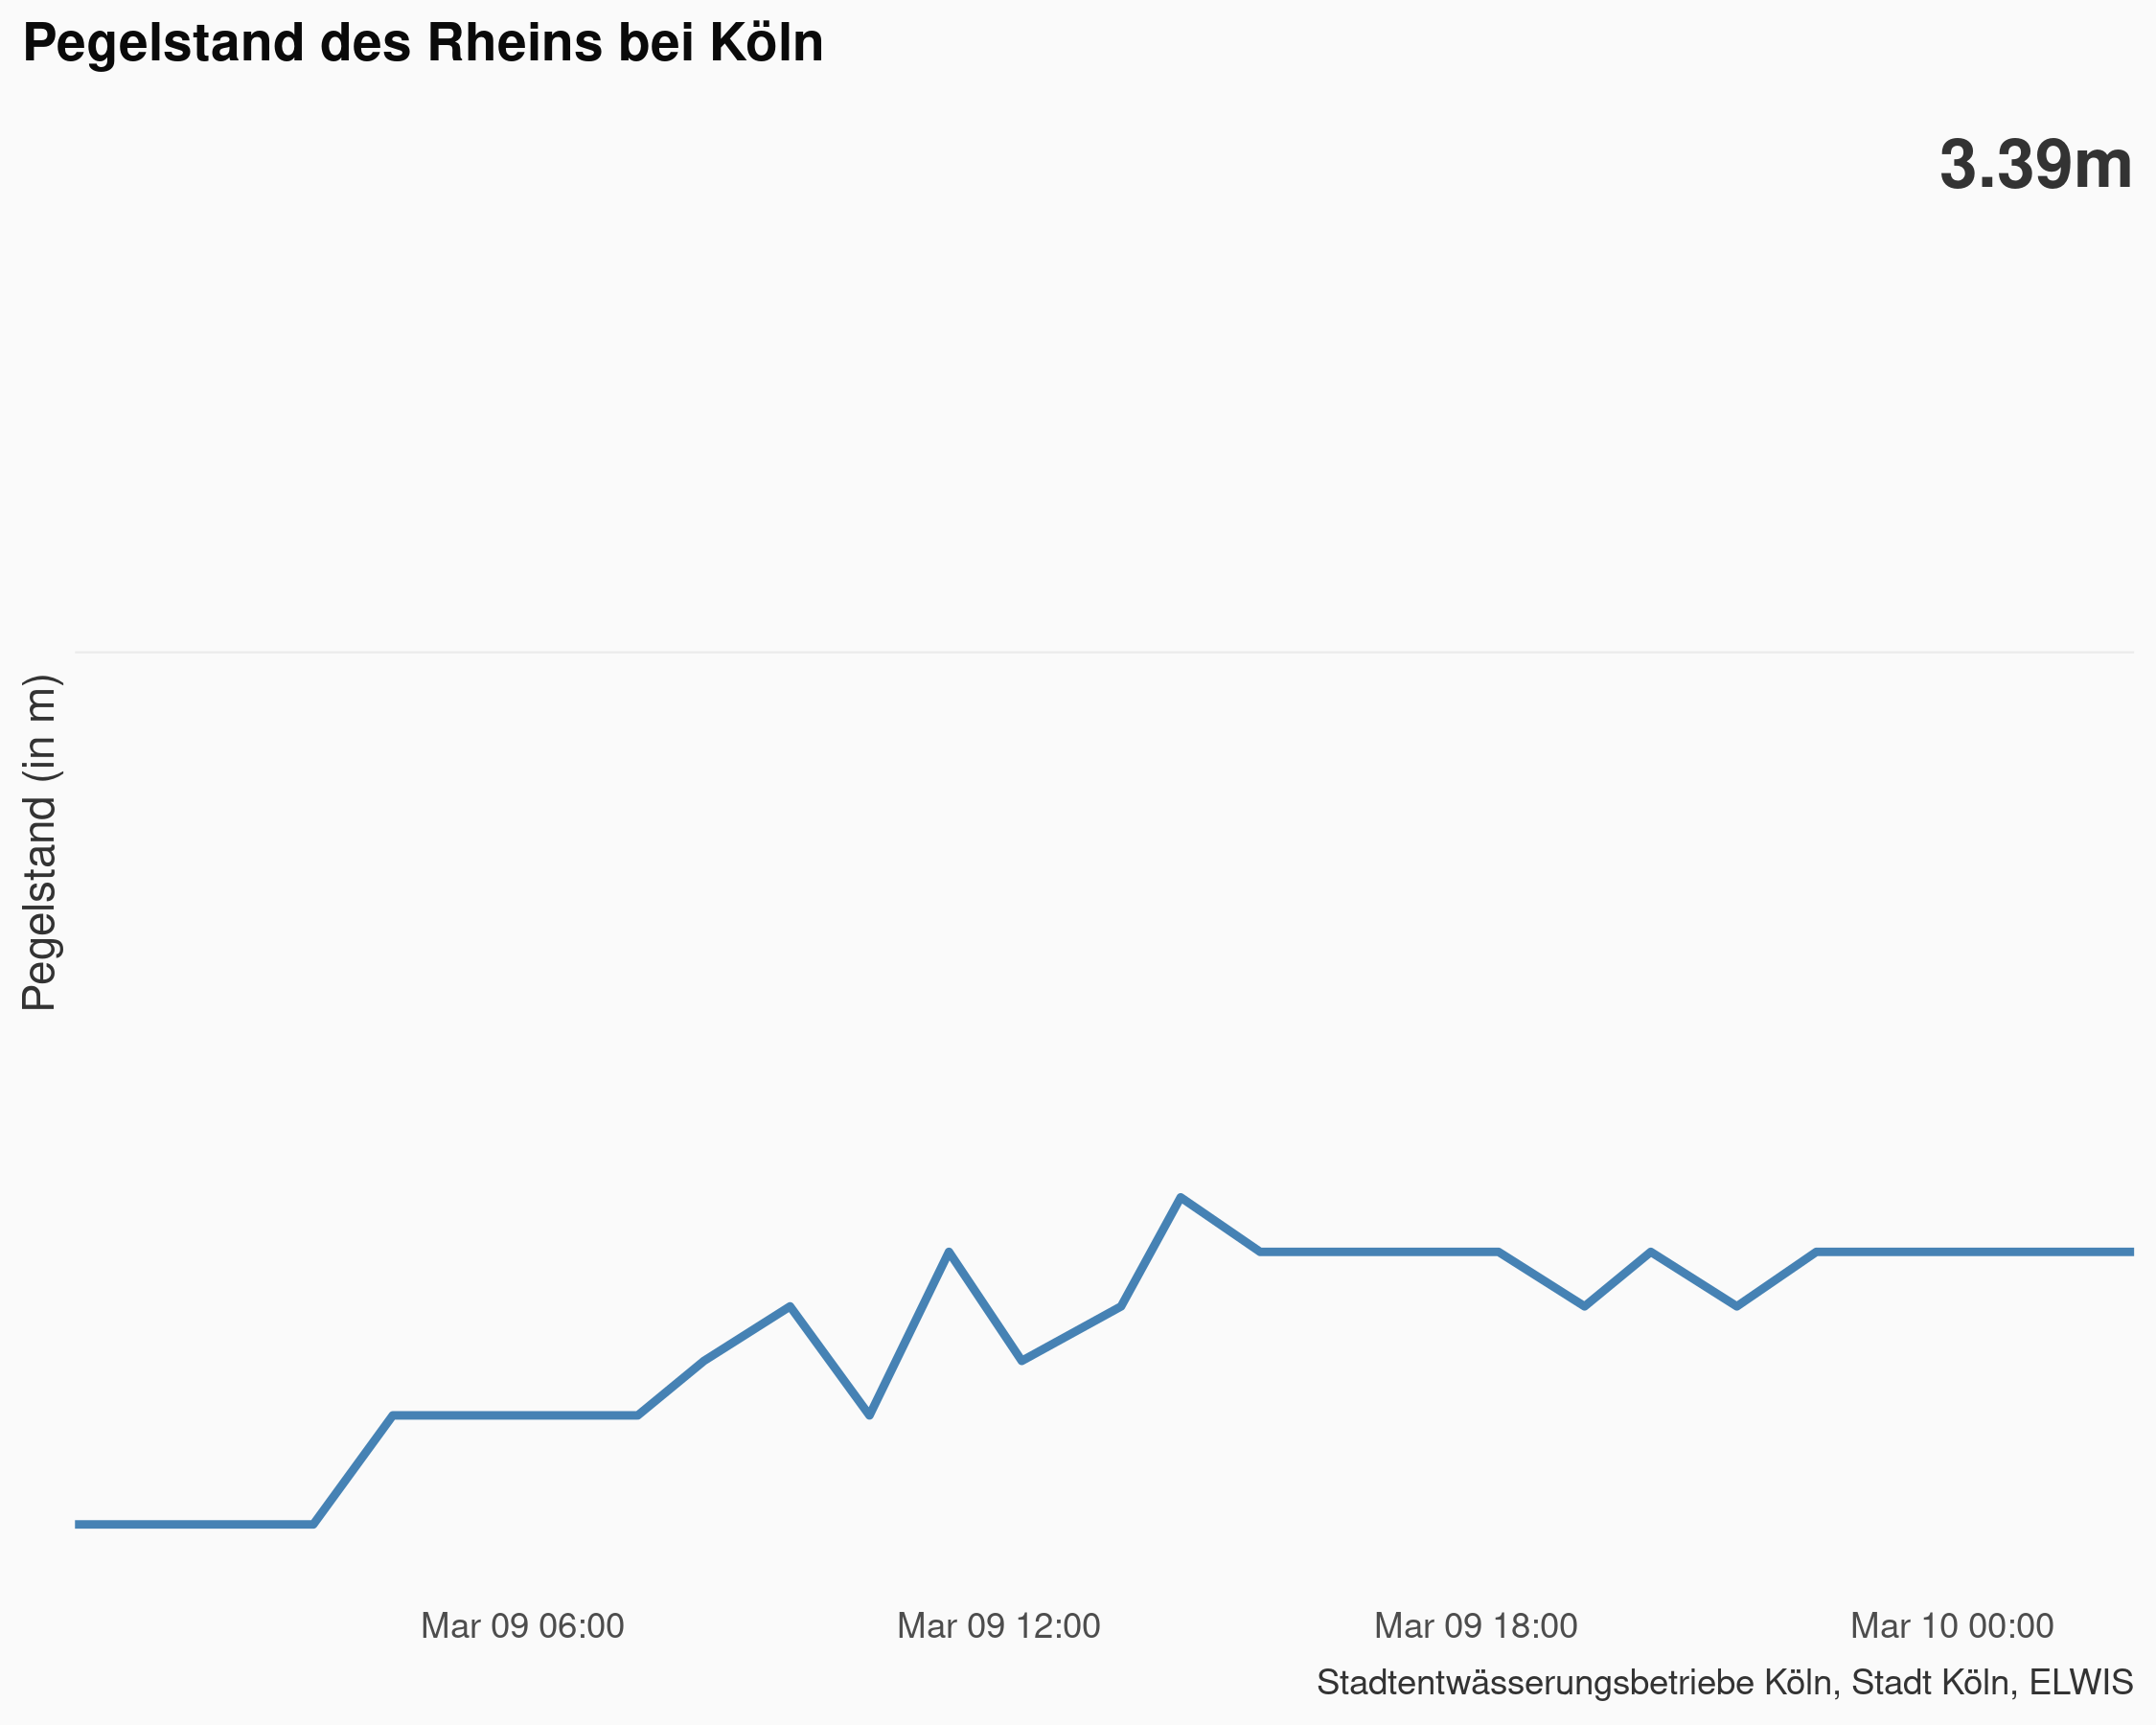 Pegelstand des Rheins bei Köln
3.39m
Pegelstand (in m)
Mar 09 06:00
Mar 09 12:00
Mar 09 18:00
Mar 10 00:00
Stadtentwässerungsbetriebe Köln, Stadt Köln, ELWIS